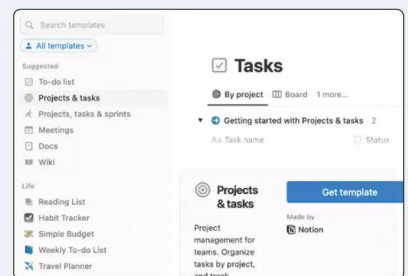 Search templates
All templates
Suggested
To-do list
Projects & tasks
Projects, tasks & sprints
Meetings
Docs
Wiki
Life
Reading List
Habit Tracker
Simple Budget
Weekly To-do List
Travel Planner
Tasks
By project Board 1 more...
Getting started with Projects & tasks 2
Aa Task name Status
Projects
& tasks
Project
management for
teams. Organize
tasks by project,
and track
Get template
Made by
Notion